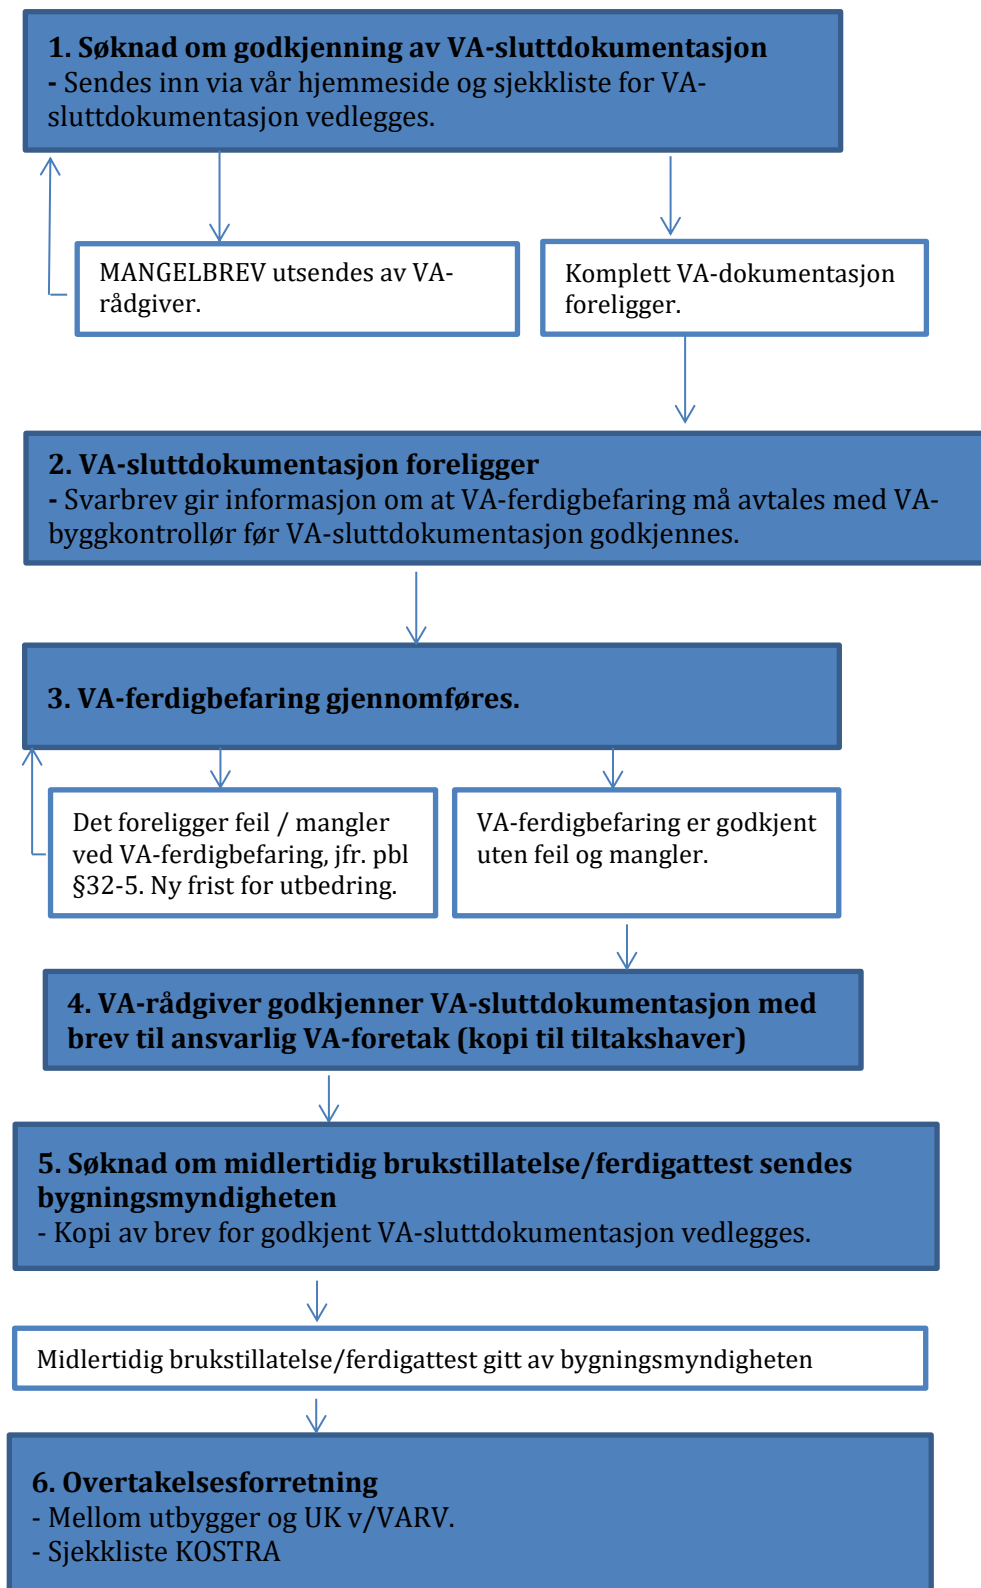 1. Søknad om godkjenning av VA-sluttdokumentasjon
- Sendes inn via vår hjemmeside og sjekkliste for VA-
sluttdokumentasjon vedlegges.
MANGELBREV utsendes av VA-
rådgiver.
Komplett VA-dokumentasjon
foreligger.
2. VA-sluttdokumentasjon foreligger
- Svarbrev gir informasjon om at VA-ferdigbefaring må avtales med VA-
byggkontrollør før VA-sluttdokumentasjon godkjennes.
3. VA-ferdigbefaring gjennomføres.
Det foreligger feil / mangler
ved VA-ferdigbefaring, jfr. pbl
§32-5. Ny frist for utbedring.
VA-ferdigbefaring er godkjent
uten feil og mangler.
4. VA-rådgiver godkjenner VA-sluttdokumentasjon med
brev til ansvarlig VA-foretak (kopi til tiltakshaver)
5. Søknad om midlertidig brukstillatelse/ferdigattest sendes
bygningsmyndigheten
- Kopi av brev for godkjent VA-sluttdokumentasjon vedlegges.
Midlertidig brukstillatelse/ferdigattest gitt av bygningsmyndigheten
6. Overtakelsesforretning
- Mellom utbygger og UK v/VARV.
- Sjekkliste KOSTRA